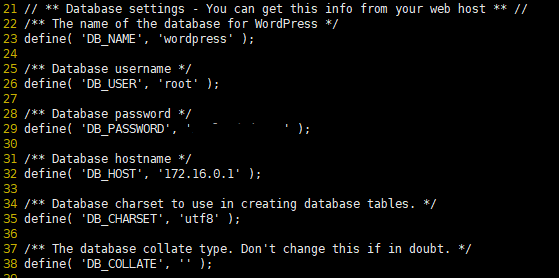 21 // ** Database settings - You can get this info from your web host ** //
22 /** The name of the database for WordPress */
23 define( 'DB_NAME', 'wordpress' );
24
25 /** Database username */
26 define( 'DB_USER', 'root' );
27
28 /** Database password */
29 define( 'DB_PASSWORD', ' ' );
30
31 /** Database hostname */
32 define( 'DB_HOST', '172.16.0.1' );
33
34 /** Database charset to use in creating database tables. */
35 define( 'DB_CHARSET', 'utf8' );
36
37 /** The database collate type. Don't change this if in doubt. */
38 define( 'DB_COLLATE', '' );